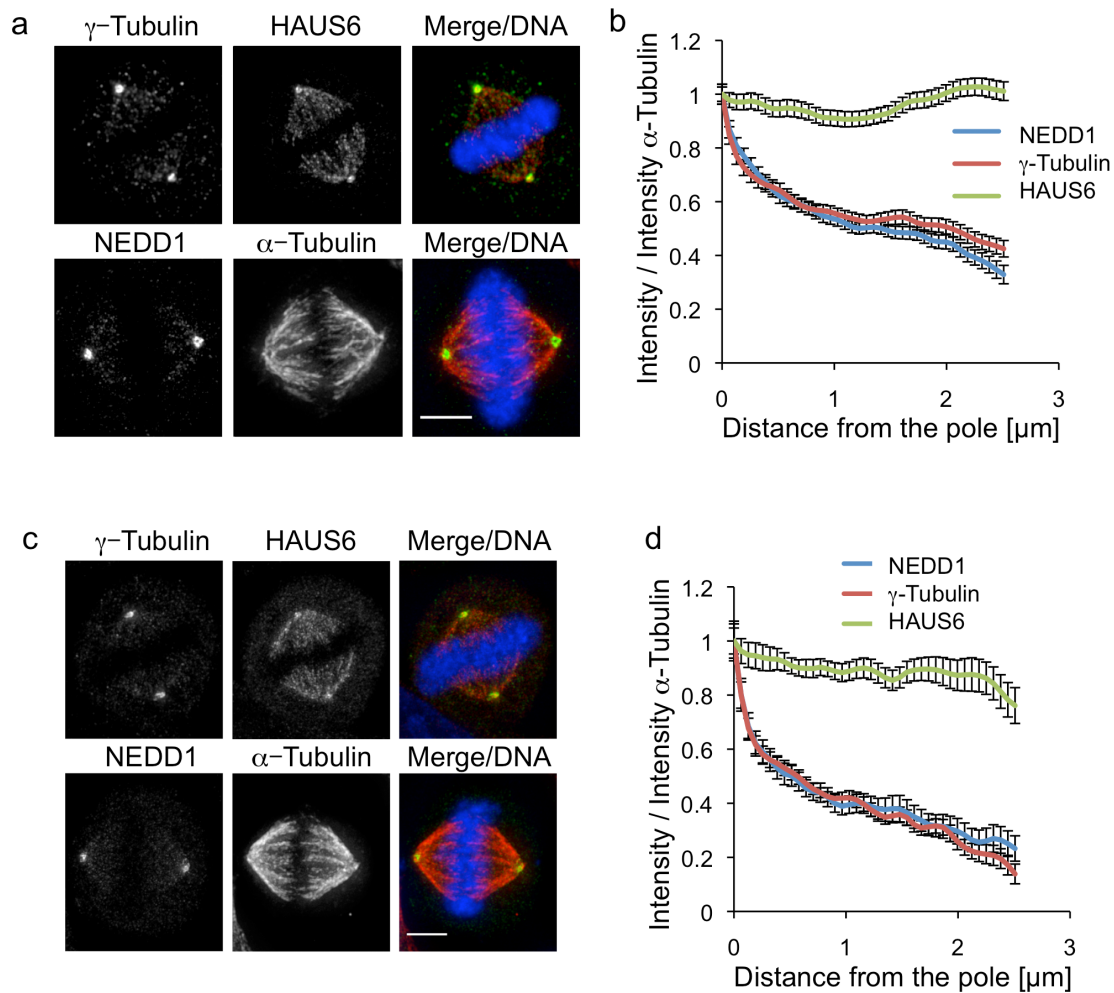 a
γ−Tubulin HAUS6 Merge/DNA
NEDD1 α−Tubulin Merge/DNA
b
Intensity / Intensity α-Tubulin
1.2
1
0.8
0.6
0.4
0.2
0
0 1 2 3
Distance from the pole [µm]
NEDD1
γ-Tubulin
HAUS6
c
γ−Tubulin HAUS6 Merge/DNA
NEDD1 α−Tubulin Merge/DNA
d
NEDD1
γ-Tubulin
HAUS6
Intensity / Intensity α-Tubulin
1.2
1
0.8
0.6
0.4
0.2
0
0 1 2 3
Distance from the pole [µm]